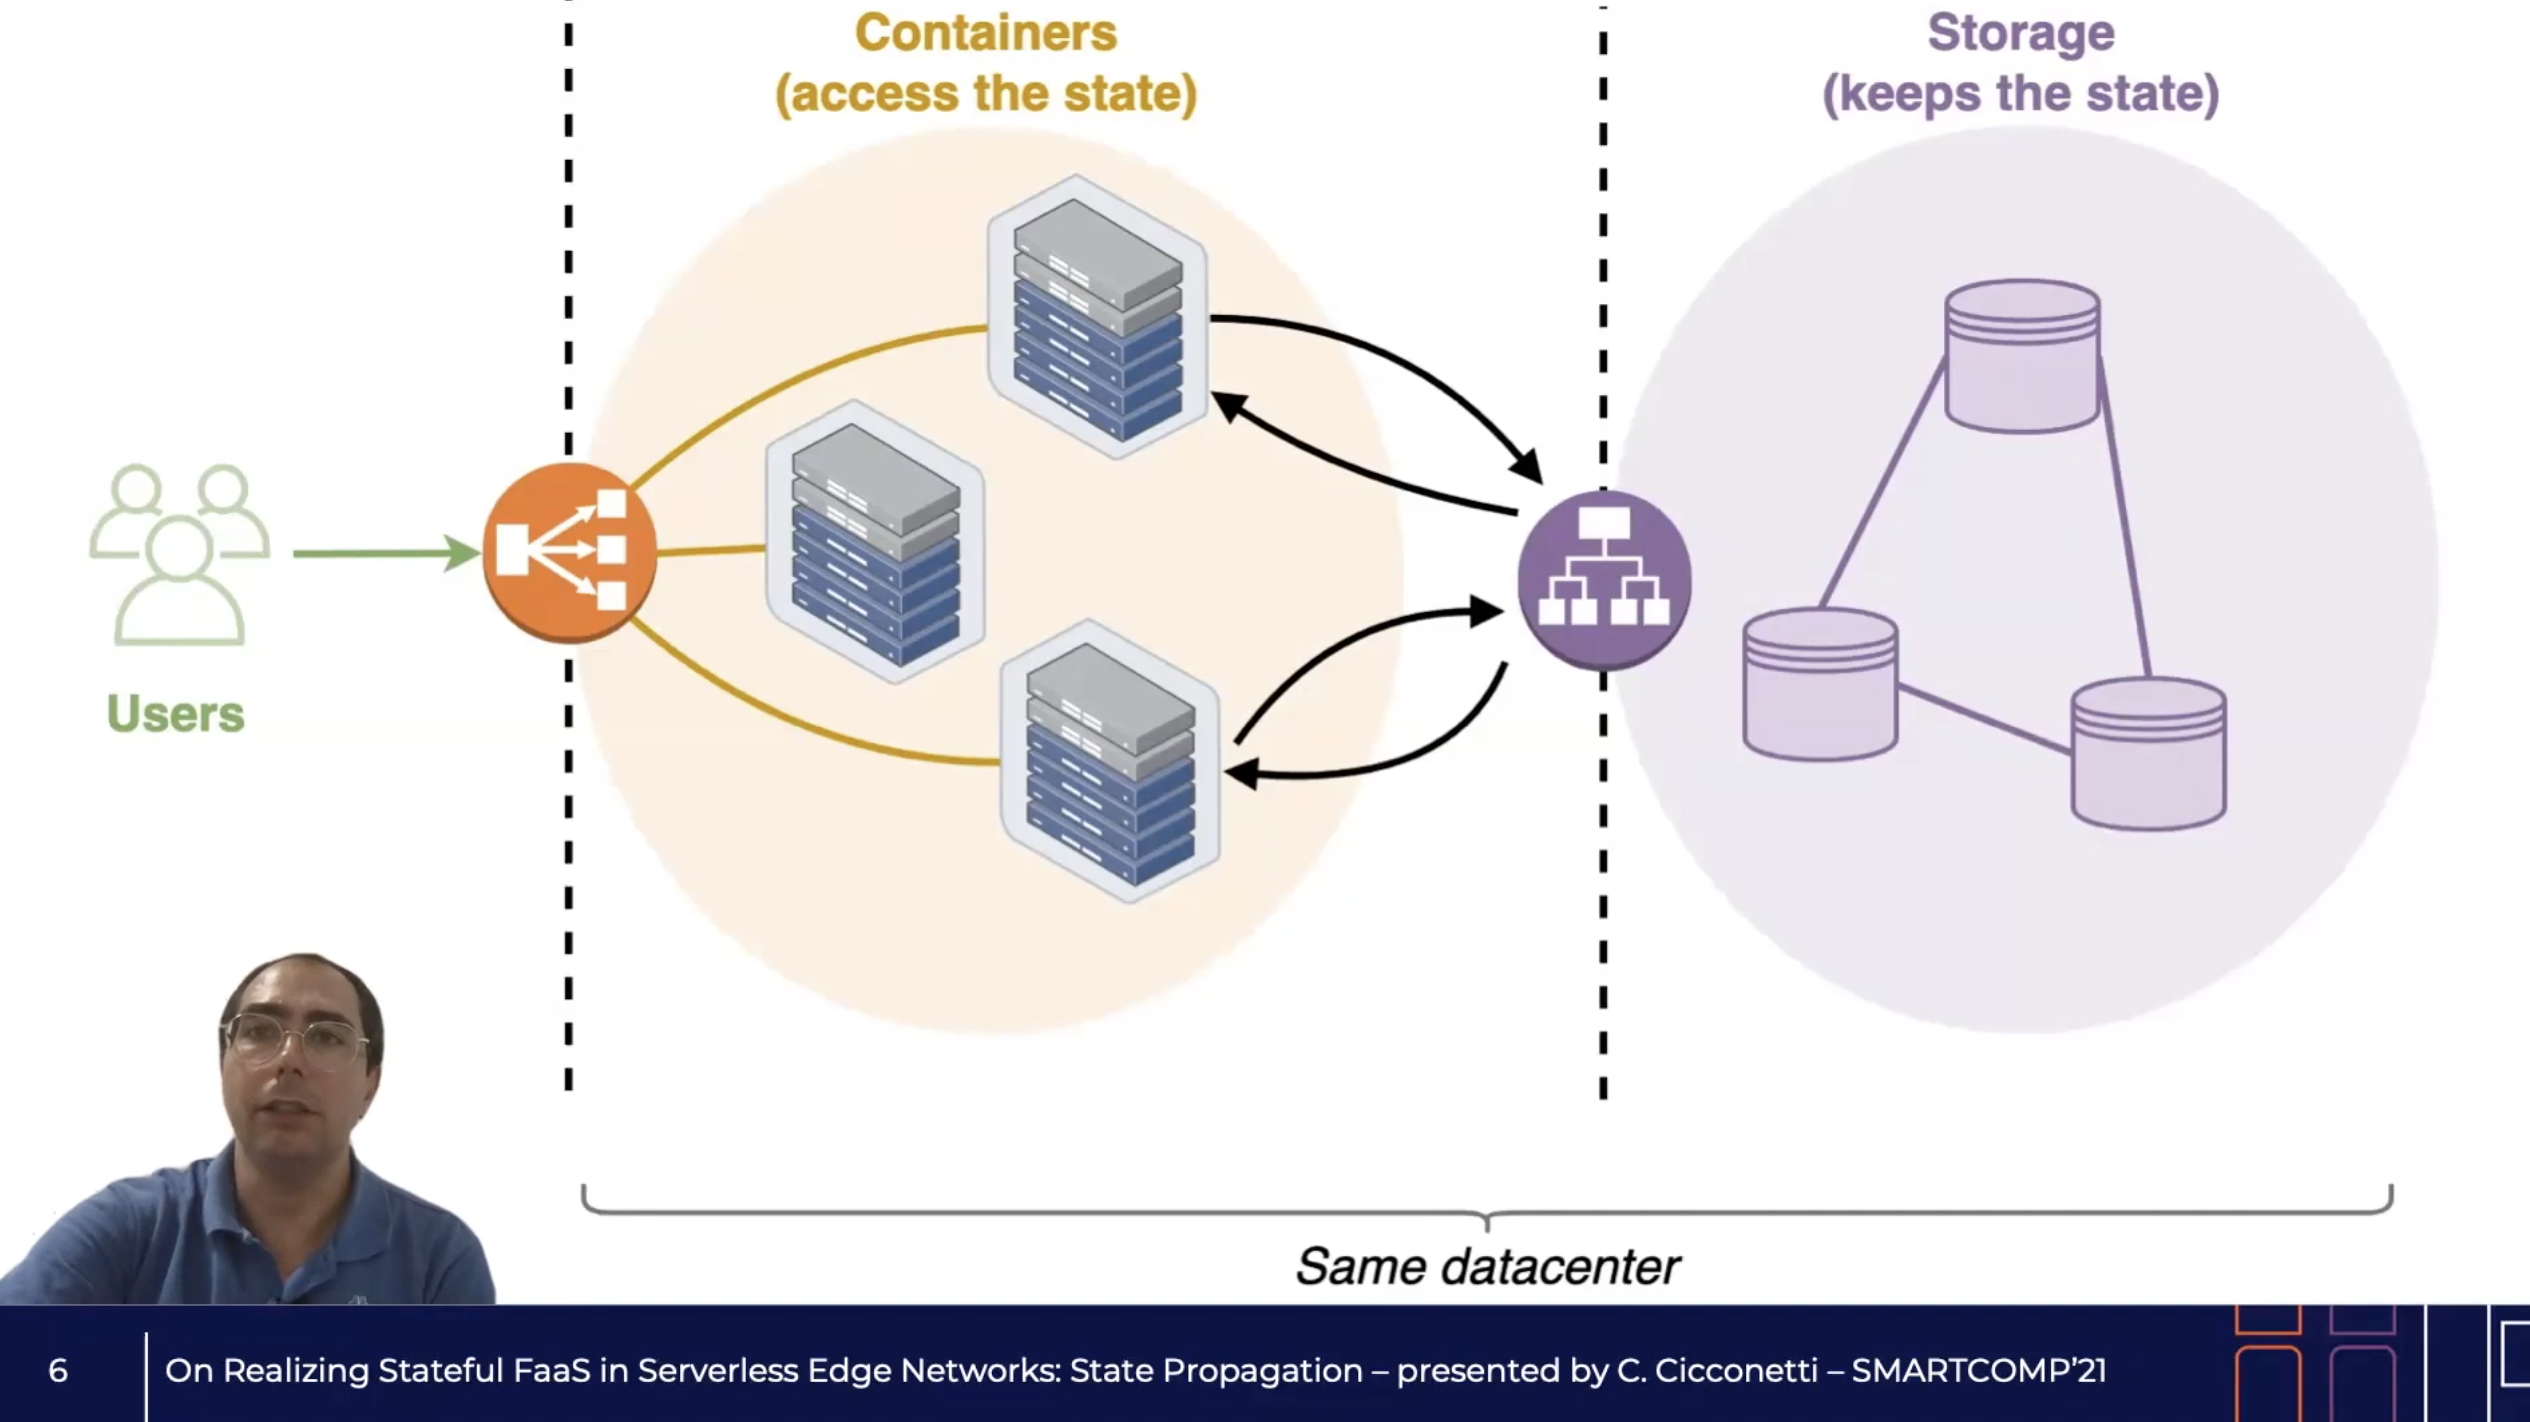 Containers
(access the state)
Storage
(keeps the state)
Users
Same datacenter
6
On Realizing Stateful FaaS in Serverless Edge Networks: State Propagation – presented by C. Cicconetti – SMARTCOMP'21